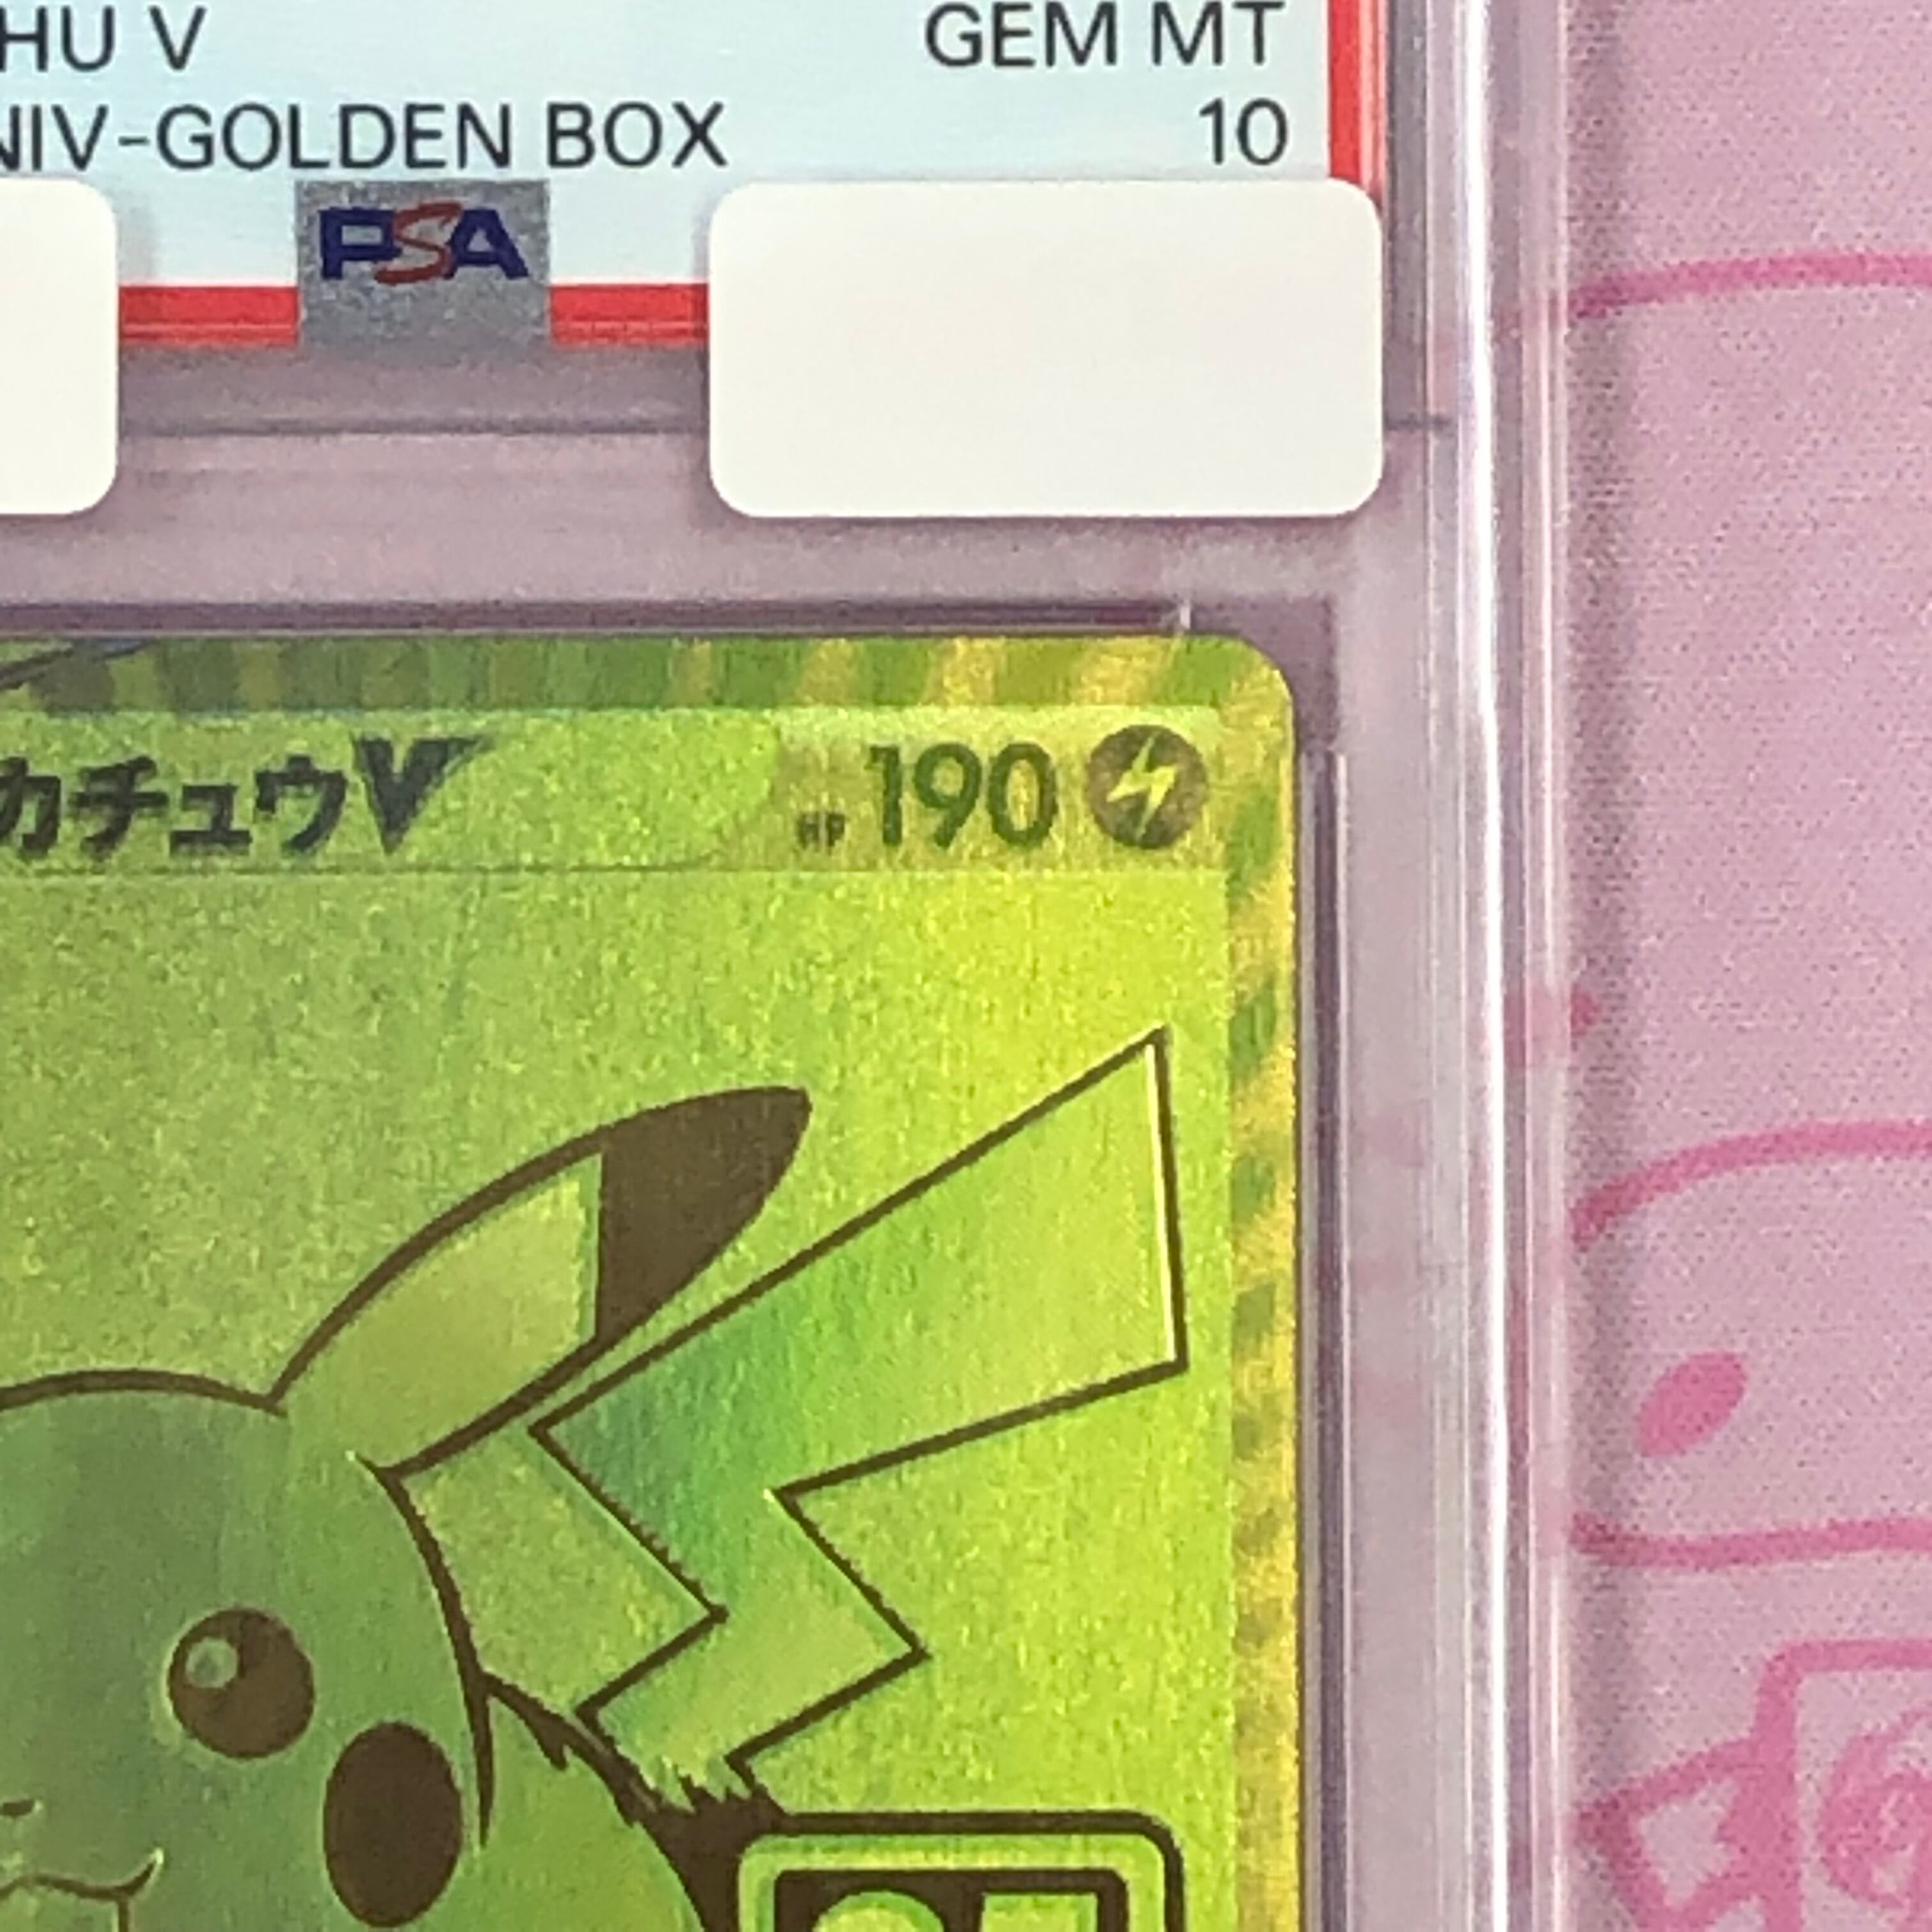 HU V
GEM MT
NIV-GOLDEN BOX
10
PSA
カチュウV
HP 190